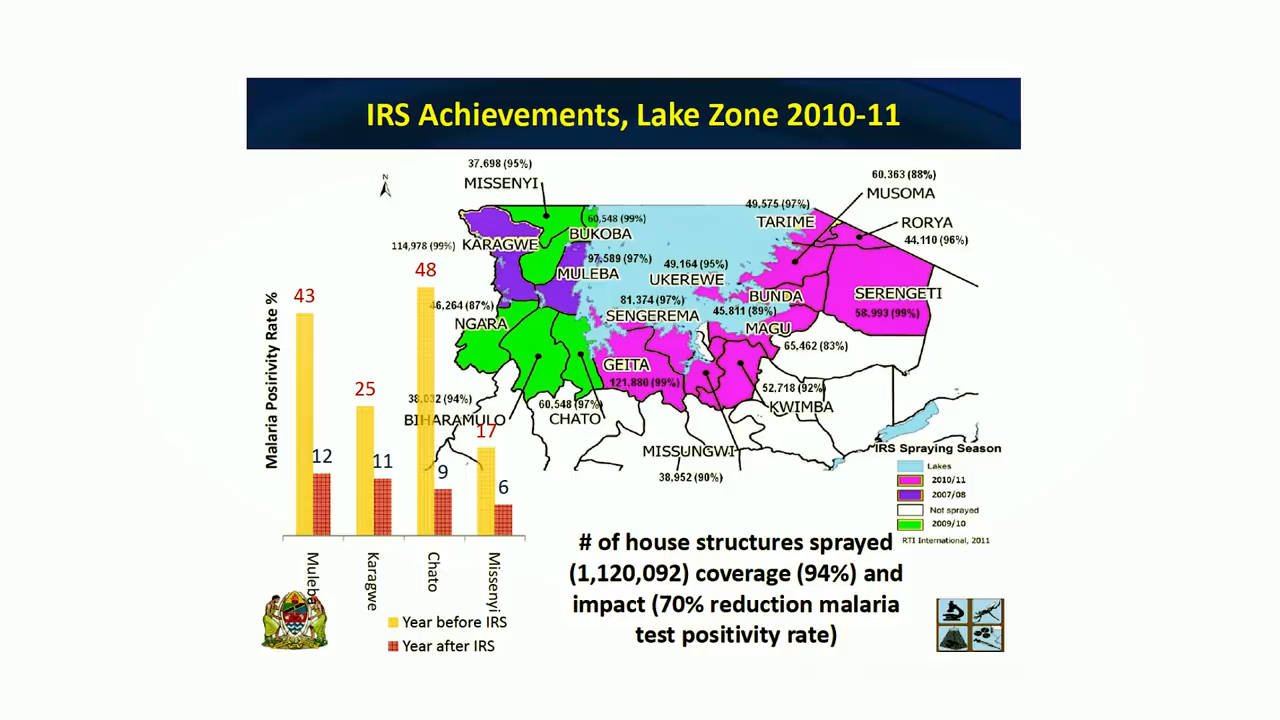 IRS Achievements, Lake Zone 2010-11
37,698 (95%)
MISSENYI
N
60,363 (88%)
MUSOMA
49,575 (97%)
TARIME
RORYA
44,110 (96%)
60,548 (99%)
BUKOBA
114,978 (99%)
KARAGWE
97,589 (97%)
MULEBA
49,164 (95%)
UKEREWE
BUNDA
45,811 (89%)
SERENGETI
58,993 (99%)
81,374 (97%)
SENGEREMA
MAGU
65,462 (83%)
46,264 (87%)
NGARA
GEITA
121,880 (99%)
52,718 (92%)
KWIMBA
38,032 (94%)
BIHARAMULO
60,548 (97%)
CHATO
MISSUNGWI
38,952 (90%)
IRS Spraying Season
Lakes
2010/11
2007/08
Not sprayed
2009/10
RTI International, 2011
Malaria Posirivity Rate %
43
12
25
11
48
9
17
6
Muleba
Karagwe
Chato
Missenyi
Year before IRS
Year after IRS
# of house structures sprayed
(1,120,092) coverage (94%) and
impact (70% reduction malaria
test positivity rate)